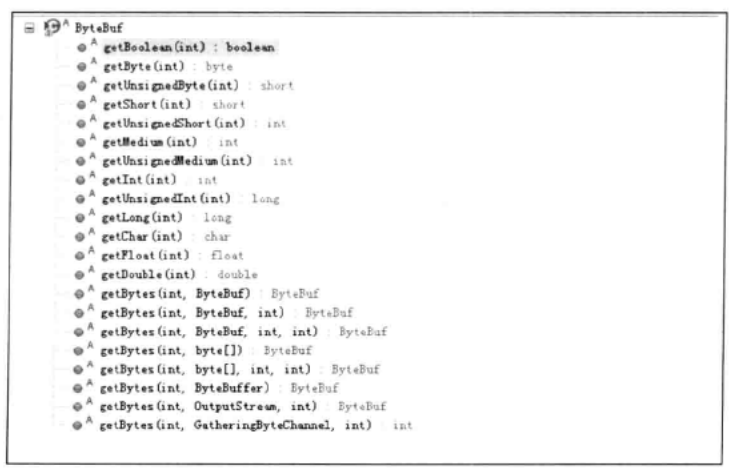 ByteBuf
A getBoolean(int) : boolean
A getByte(int) : byte
A getUnsignedByte(int) : short
A getShort(int) : short
A getUnsignedShort(int) : int
A getMedium(int) : int
A getUnsignedMedium(int) : int
A getInt(int) : int
A getUnsignedInt(int) : long
A getLong(int) : long
A getChar(int) : char
A getFloat(int) : float
A getDouble(int) : double
A getBytes(int, ByteBuf) : ByteBuf
A getBytes(int, ByteBuf, int) : ByteBuf
A getBytes(int, ByteBuf, int, int) : ByteBuf
A getBytes(int, byte[]) : ByteBuf
A getBytes(int, byte[], int, int) : ByteBuf
A getBytes(int, ByteBuffer) : ByteBuf
A getBytes(int, OutputStream, int) : ByteBuf
A getBytes(int, GatheringByteChannel, int) : int